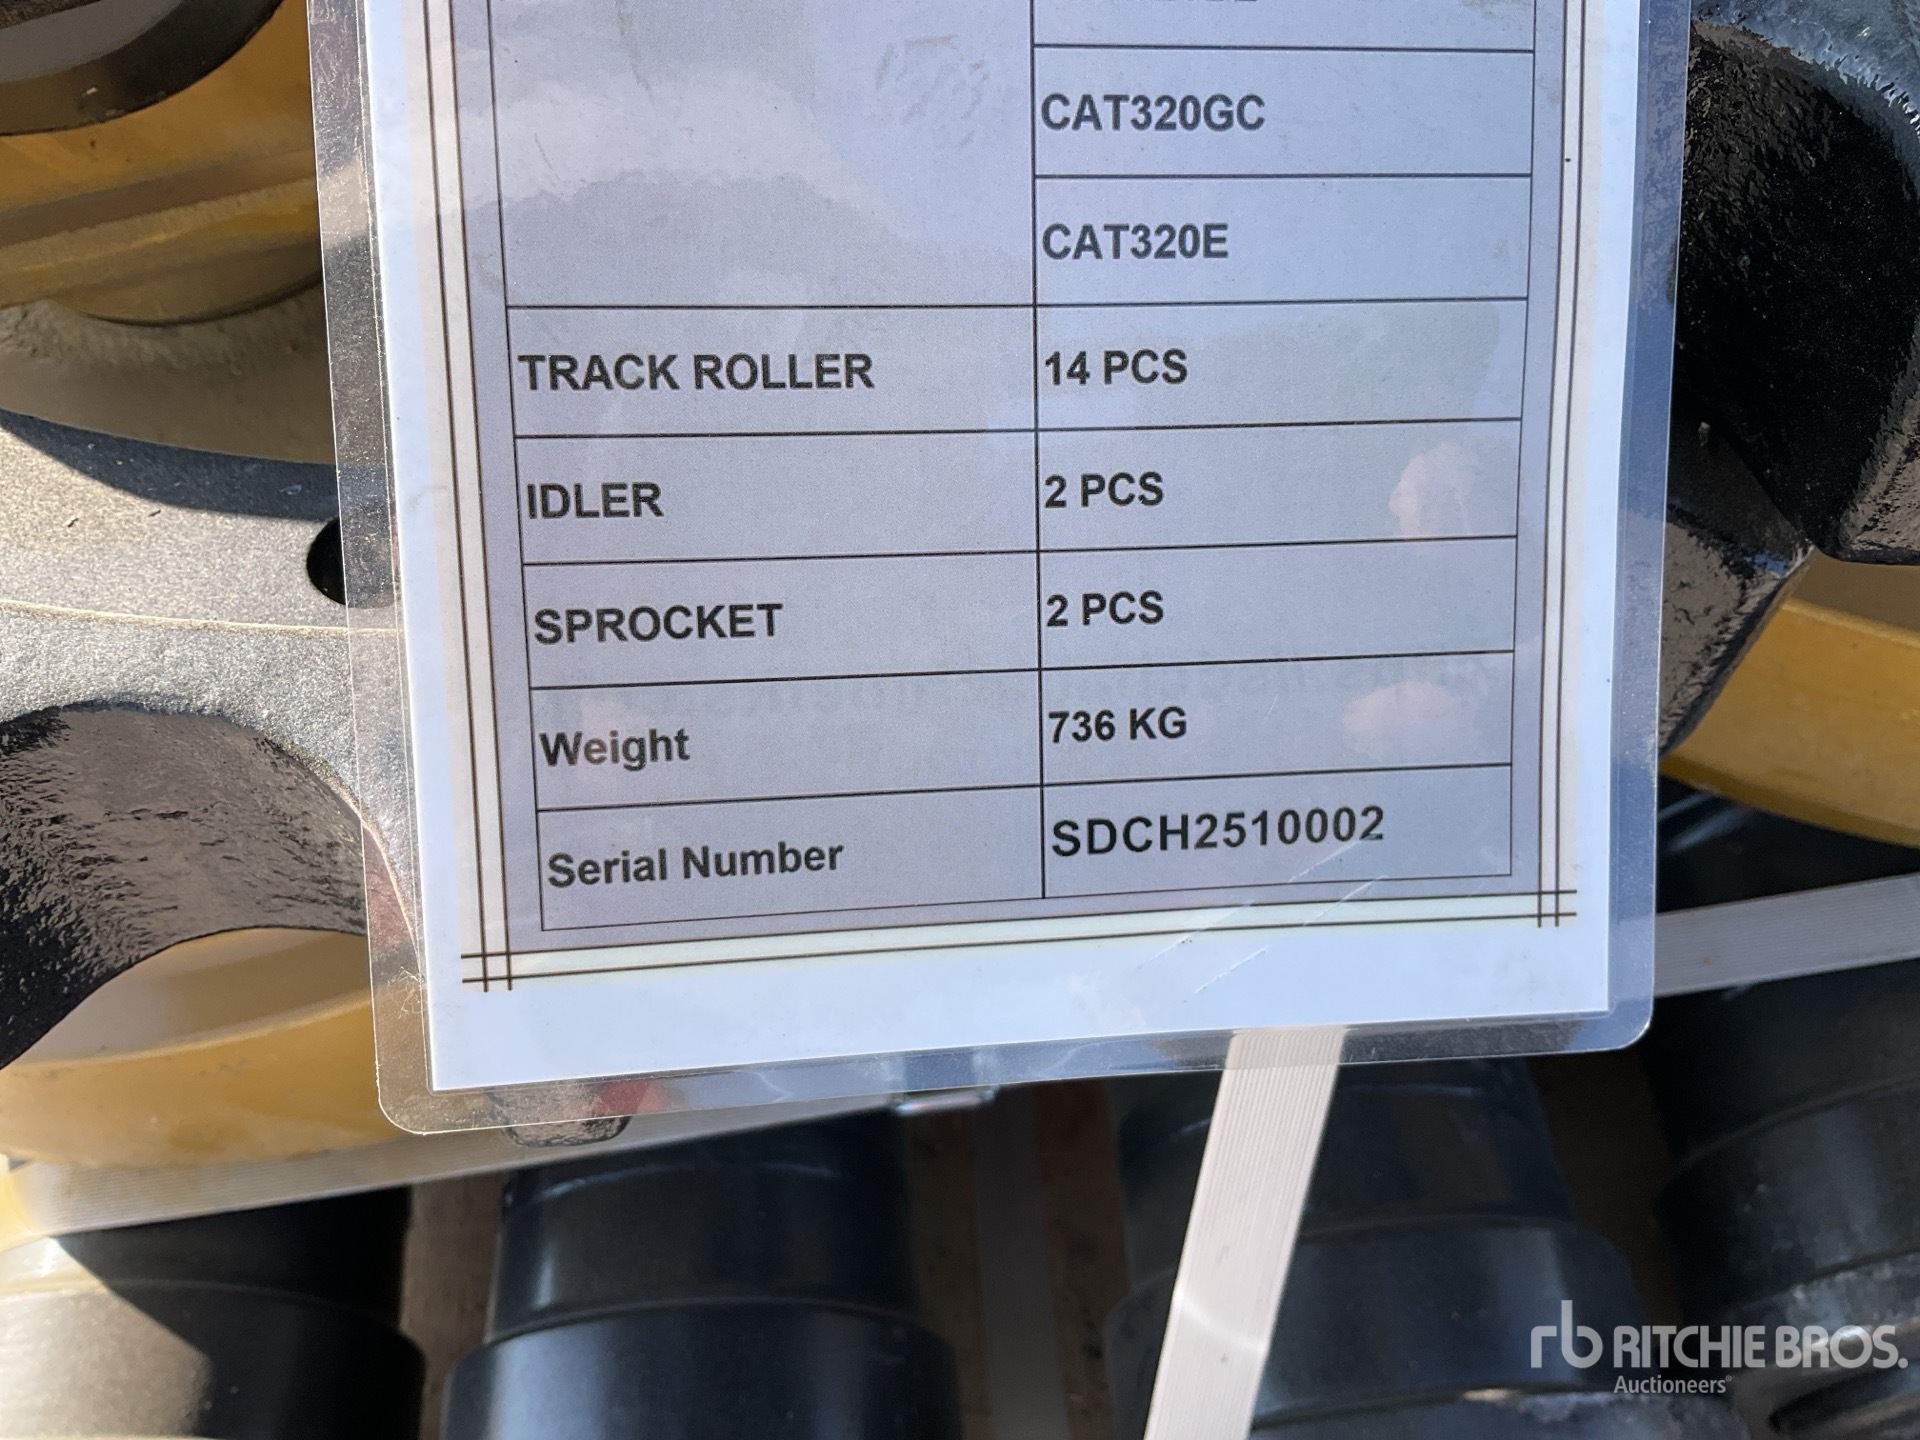 CAT320GC
CAT320E
TRACK ROLLER 14 PCS
IDLER 2 PCS
SPROCKET 2 PCS
Weight 736 KG
Serial Number SDCH2510002
rb RITCHIE BROS.
Auctioneers